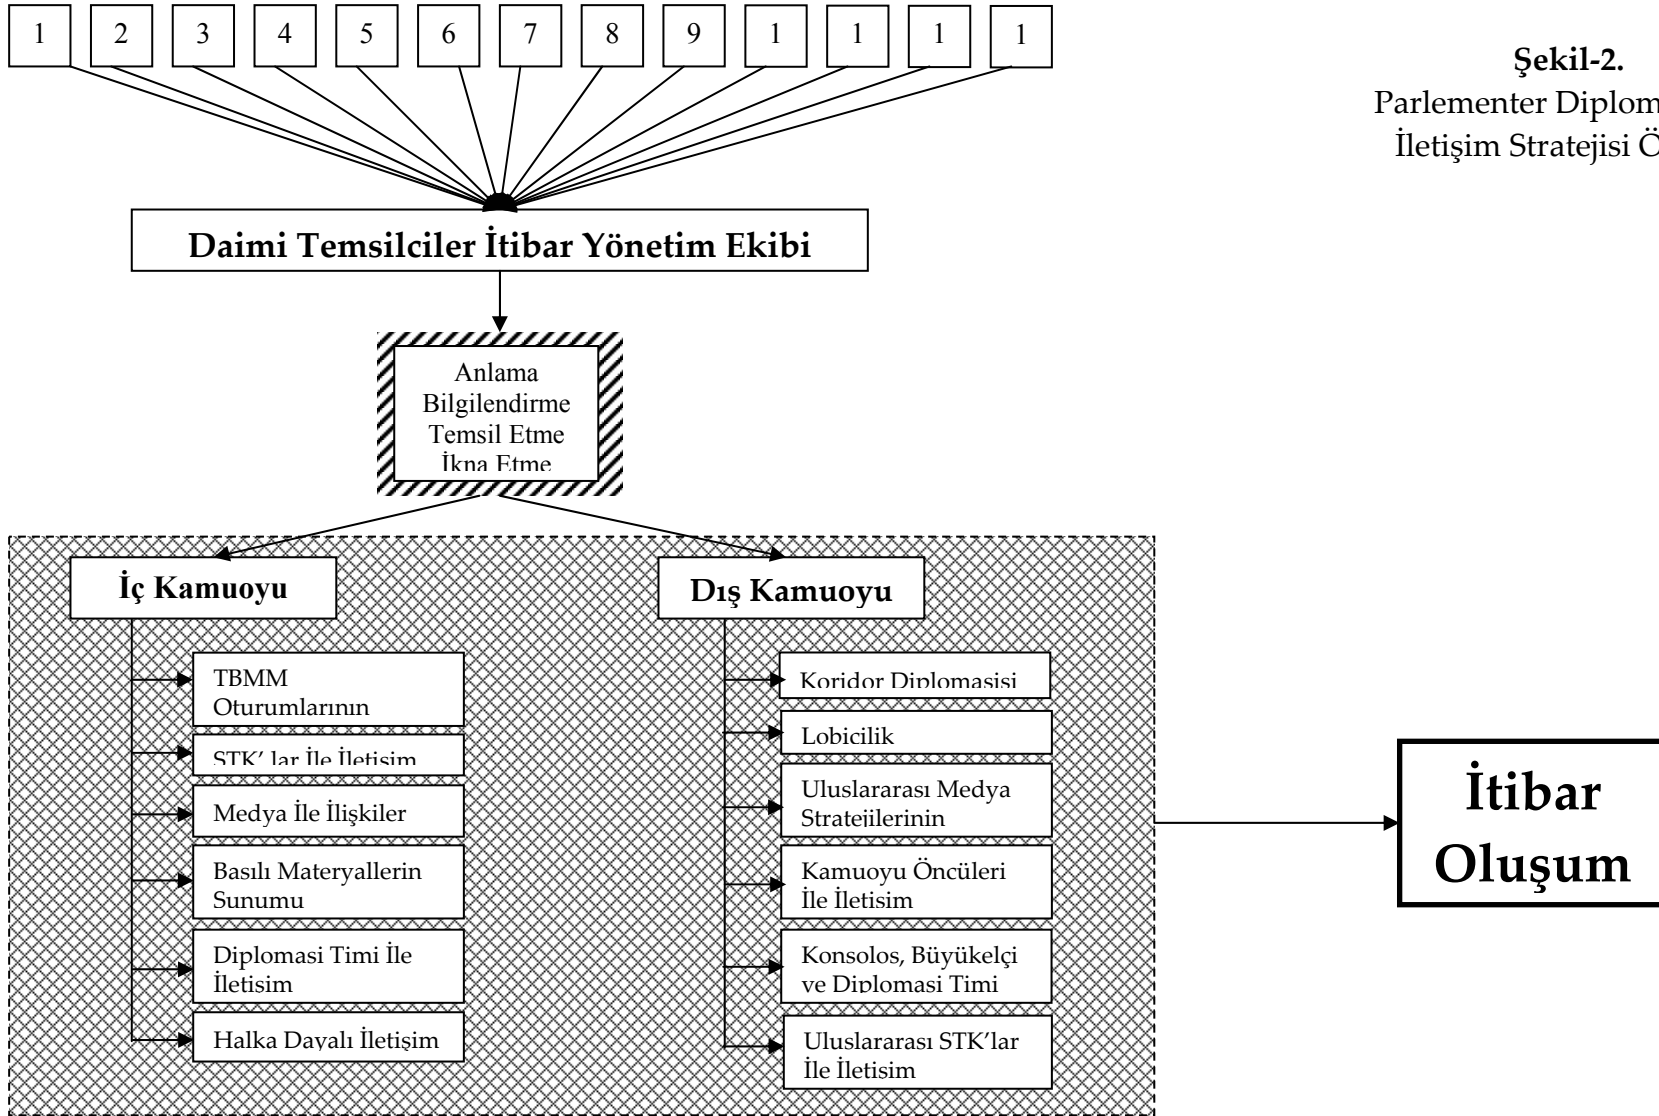 1 2 3 4 5 6 7 8 9 1 1 1 1
Şekil-2.
Parlementer Diplom
İletişim Stratejisi Ö
Daimi Temsilciler İtibar Yönetim Ekibi
Anlama
Bilgilendirme
Temsil Etme
İkna Etme
İç Kamuoyu
TBMM
Oturumlarının
STK' lar İle İletişim
Medya İle İlişkiler
Basılı Materyallerin
Sunumu
Diplomasi Timi İle
İletişim
Halka Dayalı İletişim
Dış Kamuoyu
Koridor Diplomasisi
Lobicilik
Uluslararası Medya
Stratejilerinin
Kamuoyu Öncüleri
İle İletişim
Konsolos, Büyükelçi
ve Diplomasi Timi
Uluslararası STK'lar
İle İletişim
İtibar
Oluşum